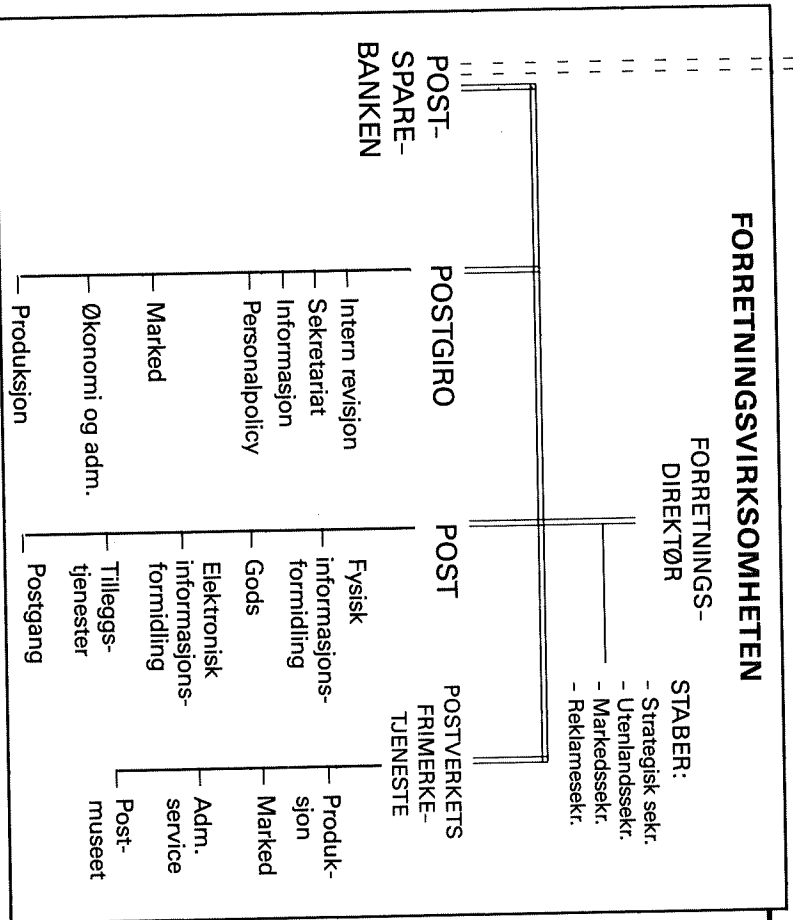 FORRETNINGSVIRKSOMHETEN
FORRETNINGS-
DIREKTØR
STABER:
- Strategisk sekr.
- Utenlandssekr.
- Markedssekr.
- Reklamesekr.
POST-
SPARE-
BANKEN
POSTGIRO
Intern revisjon
Sekretariat
Informasjon
Personalpolicy
Marked
Økonomi og adm.
Produksjon
POST
Fysisk
informasjons-
formidling
Gods
Elektronisk
informasjons-
formidling
Tilleggs-
tjenester
Postgang
POSTVERKETS
FRIMERKE-
TJENESTE
Produk-
sjon
Marked
Adm.
service
Post-
museet